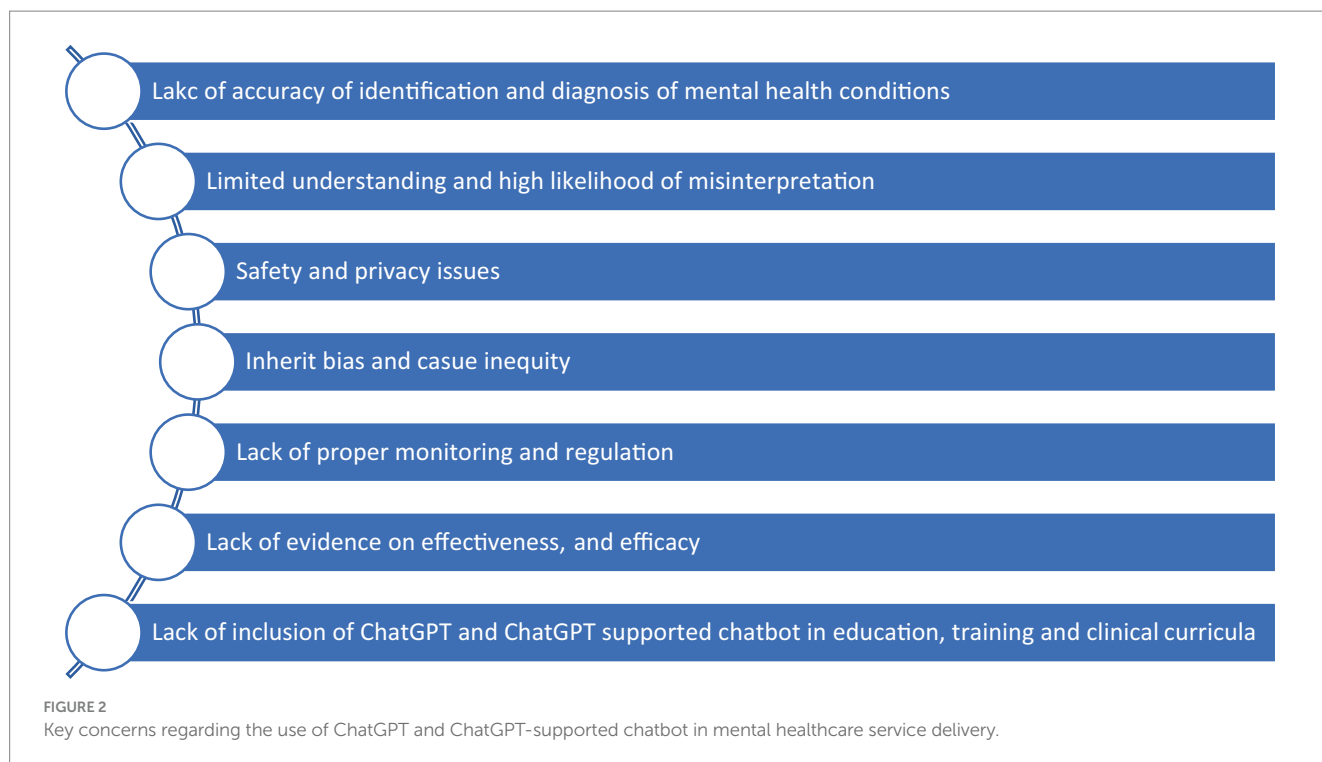 Lakc of accuracy of identification and diagnosis of mental health conditions
Limited understanding and high likelihood of misinterpretation
Safety and privacy issues
Inherit bias and casue inequity
Lack of proper monitoring and regulation
Lack of evidence on effectiveness, and efficacy
Lack of inclusion of ChatGPT and ChatGPT supported chatbot in education, training and clinical curricula
FIGURE 2
Key concerns regarding the use of ChatGPT and ChatGPT-supported chatbot in mental healthcare service delivery.